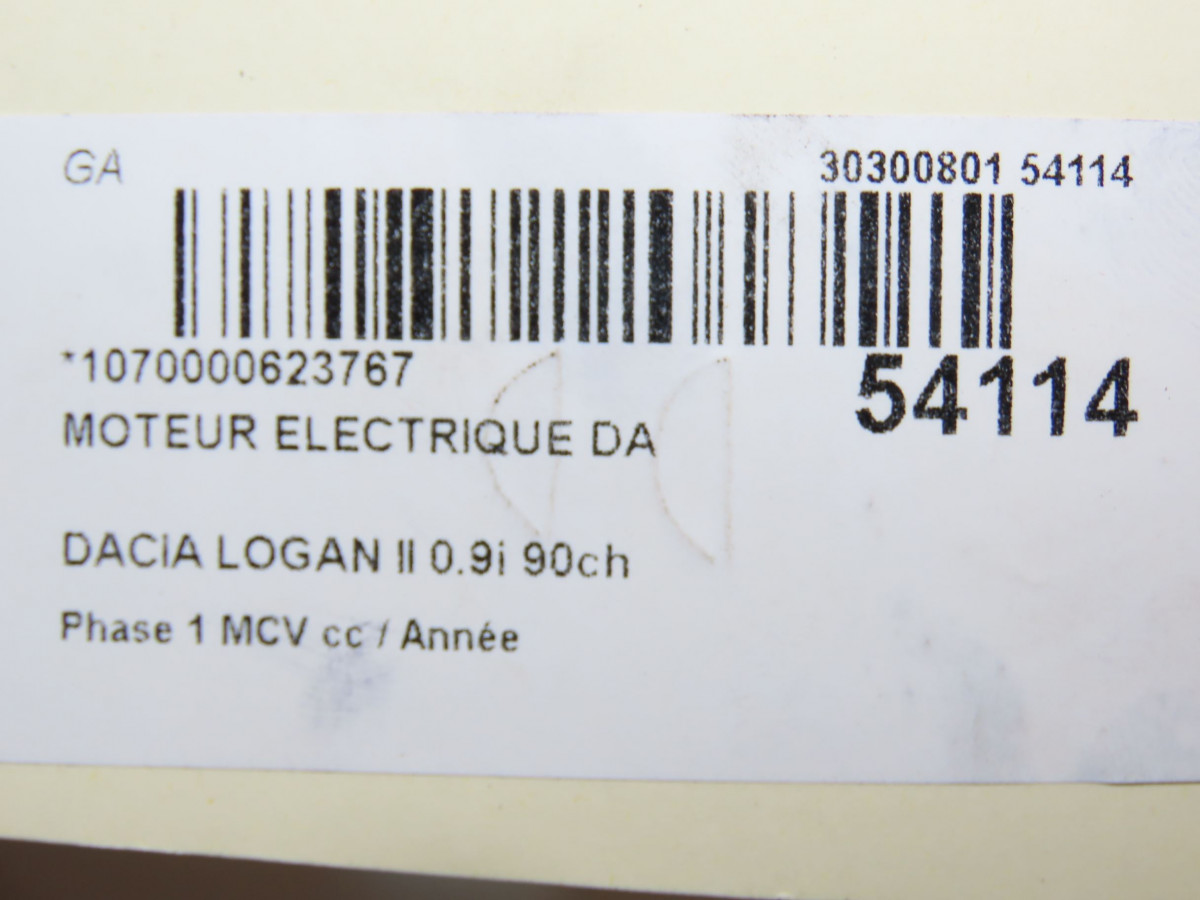 GA
30300801 54114
*1070000623767
54114
MOTEUR ELECTRIQUE DA
DACIA LOGAN II 0.9i 90ch
Phase 1 MCV cc / Année